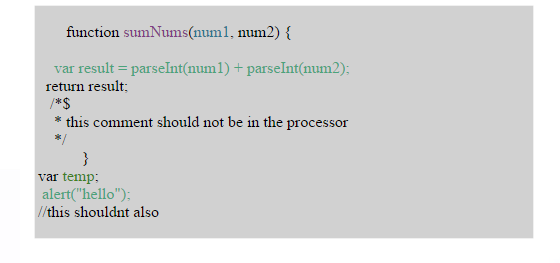 function sumNums(num1, num2) {
var result = parseInt(num1) + parseInt(num2);
return result;
/*$
* this comment should not be in the processor
*/
}
var temp;
alert("hello");
//this shouldnt also